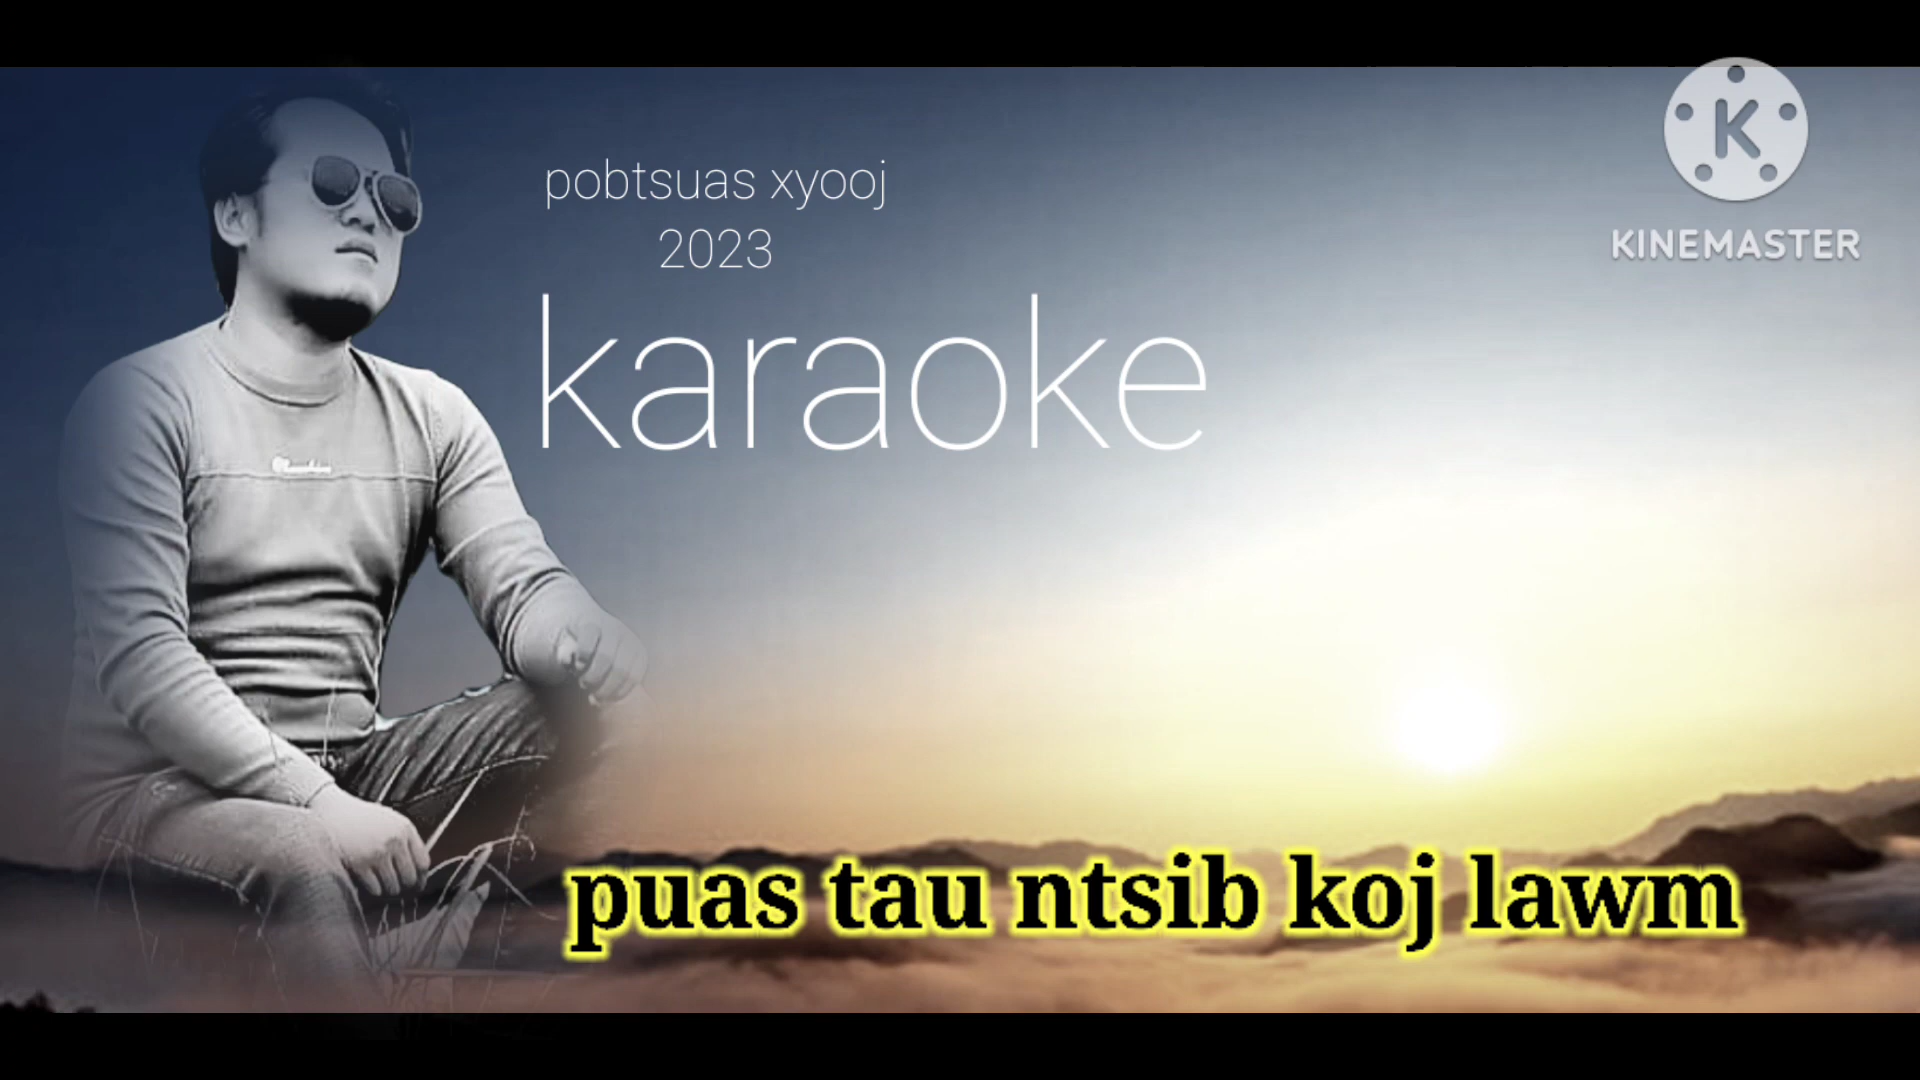 pobtsuas xyooj
2023
karaoke
K
KINEMASTER
puas tau ntsib koj lawm